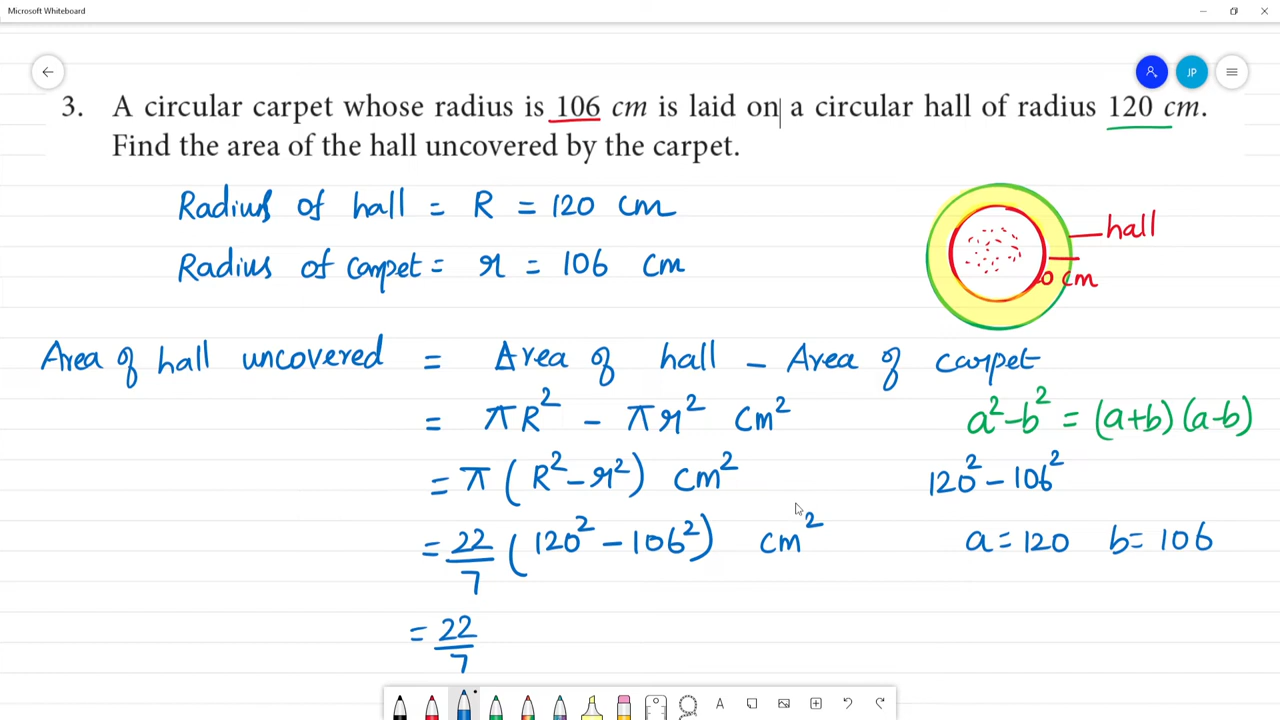 Microsoft Whiteboard
JP
3. A circular carpet whose radius is 106 cm is laid on a circular hall of radius 120 cm.
Find the area of the hall uncovered by the carpet.
Radius of hall = R = 120 cm
Radius of carpet = r = 106 cm
hall
0 cm
Area of hall uncovered = Area of hall - Area of carpet
= πR² - πr² cm²
a²-b² = (a+b)(a-b)
= π(R²-r²) cm²
120² - 106²
= 22/7 (120² - 106²) cm²
a = 120 b = 106
= 22/7
A